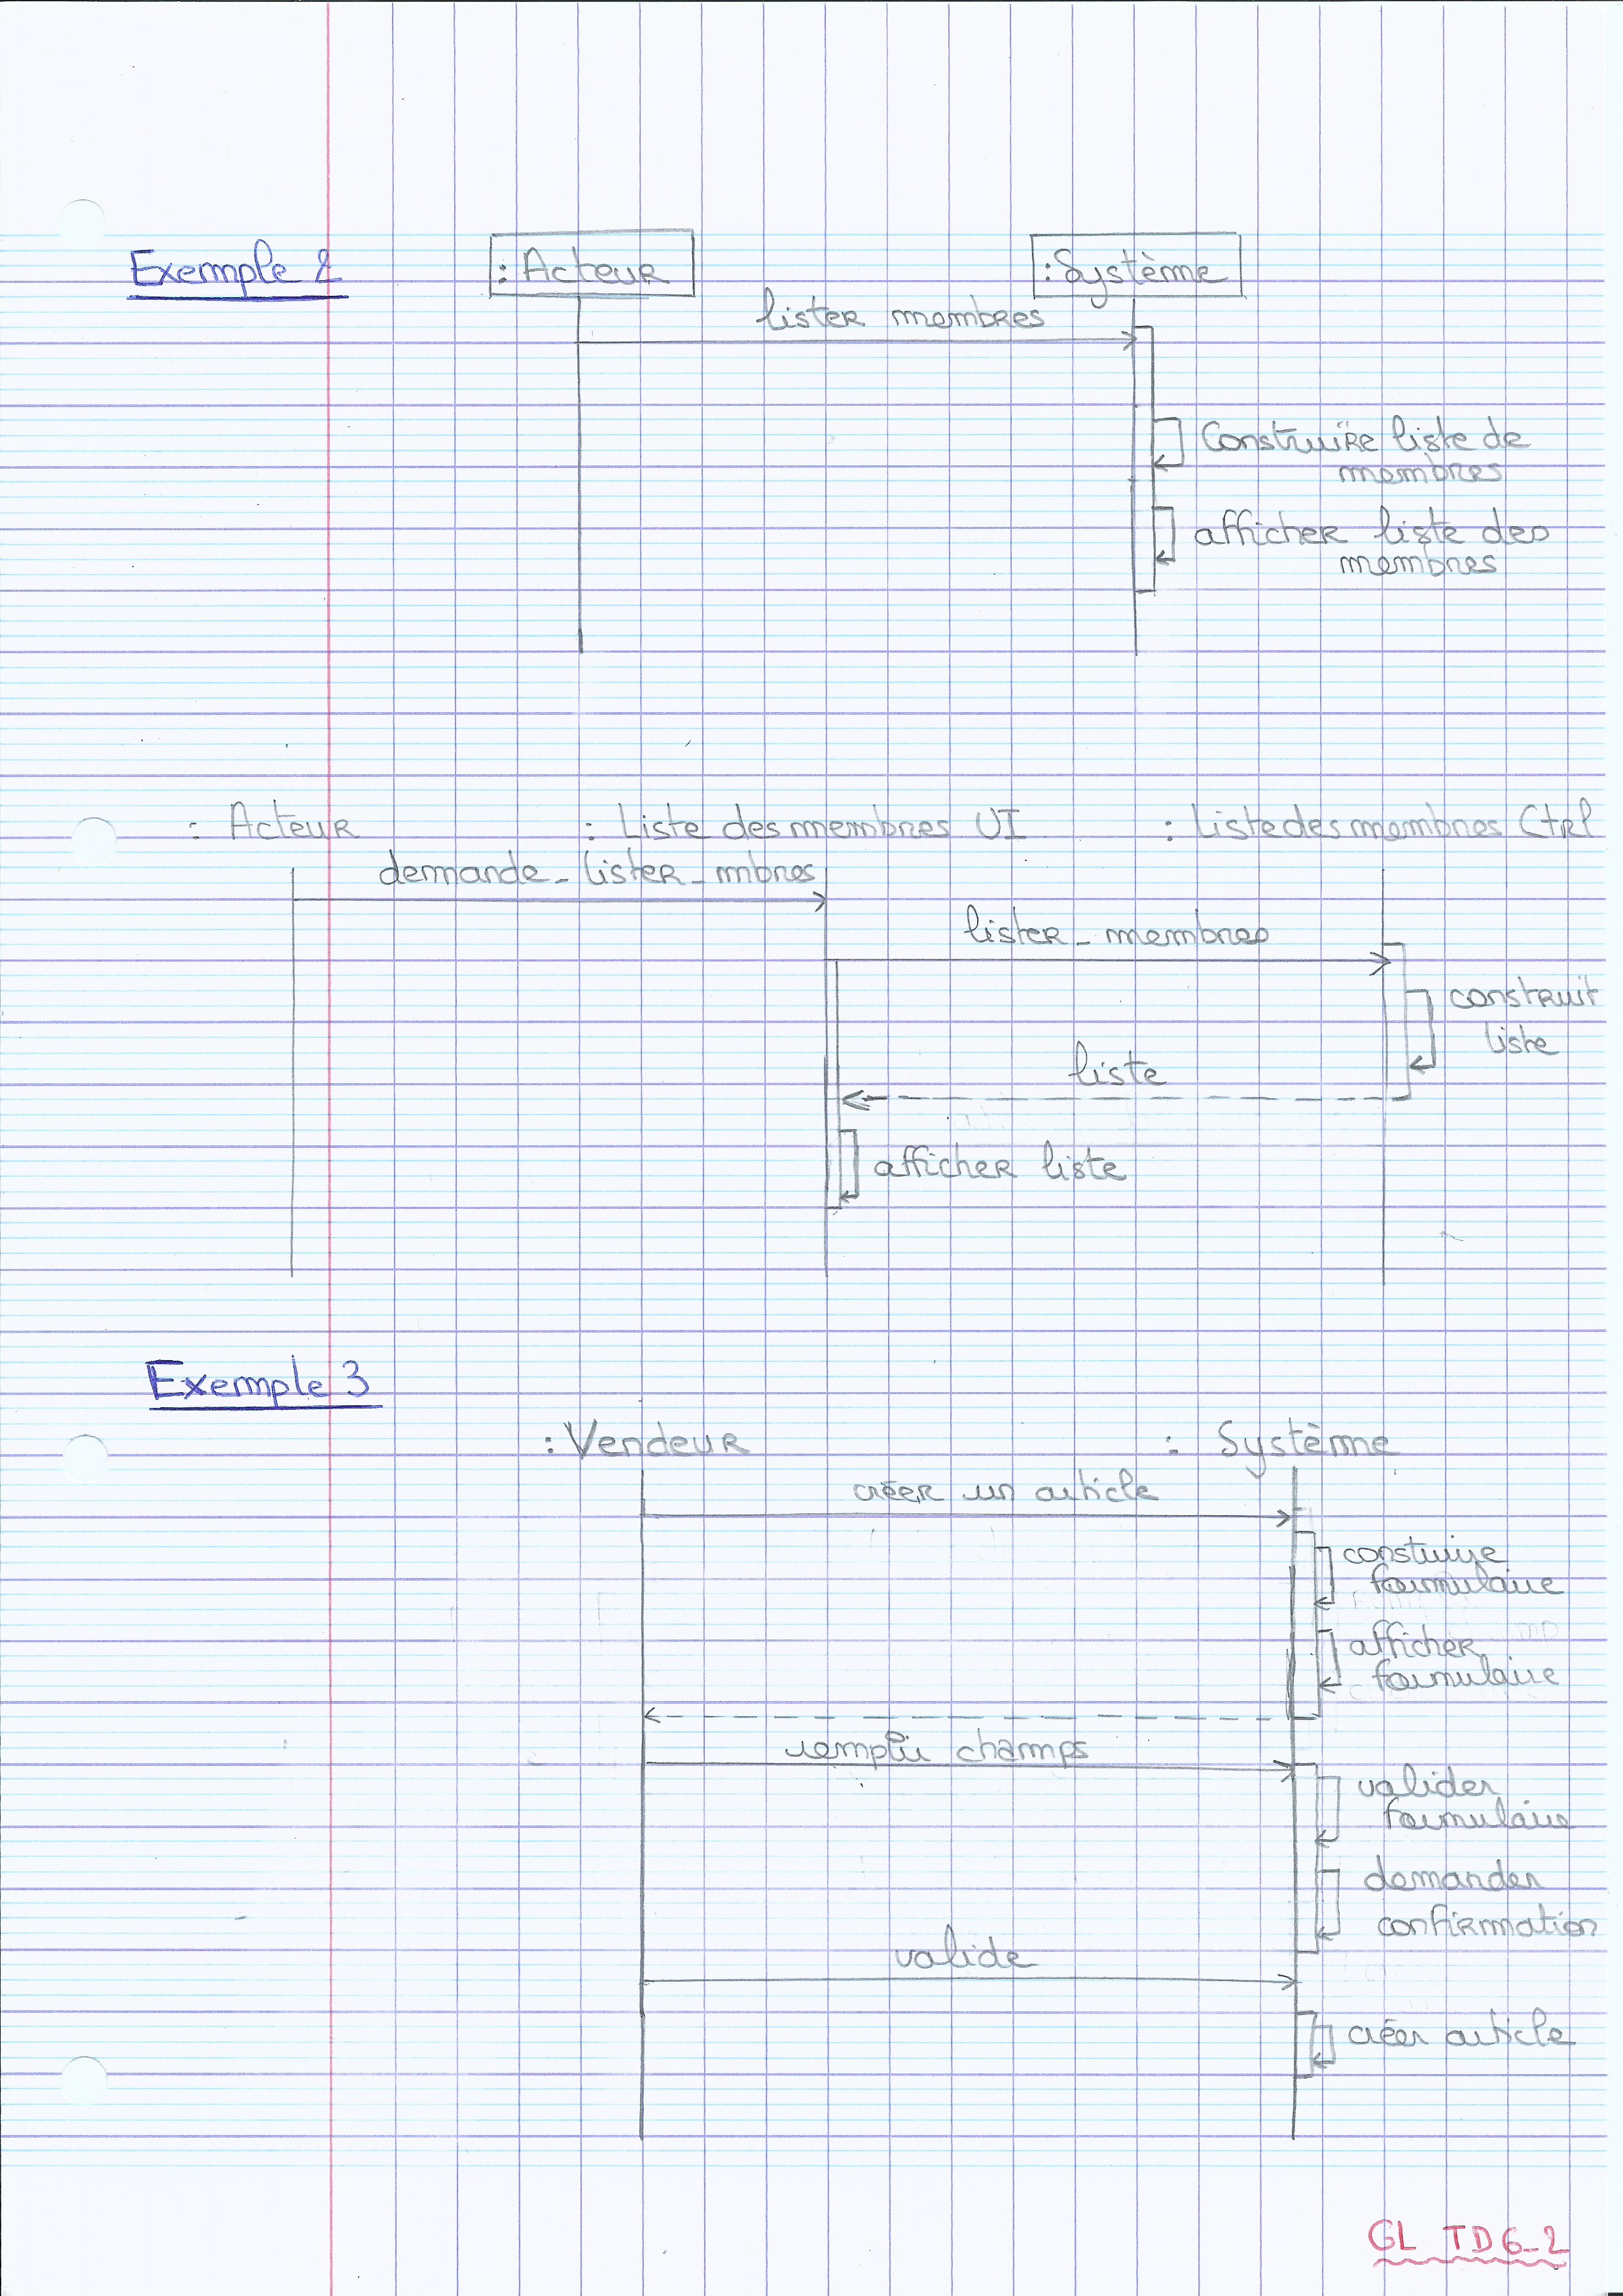 Exemple 2
: Acteur
: Système
lister membres
Construire liste de
membres
afficher liste des
membres
: Acteur
: Liste des membres UI
: Liste des membres Ctrl
demande_lister_mbres
lister_membres
construit
liste
liste
afficher liste
Exemple 3
: Vendeur
: Système
créer un article
construire
formulaire
afficher
formulaire
remplir champs
valider
formulaire
demander
confirmation
valide
créer article
GL TD6_2